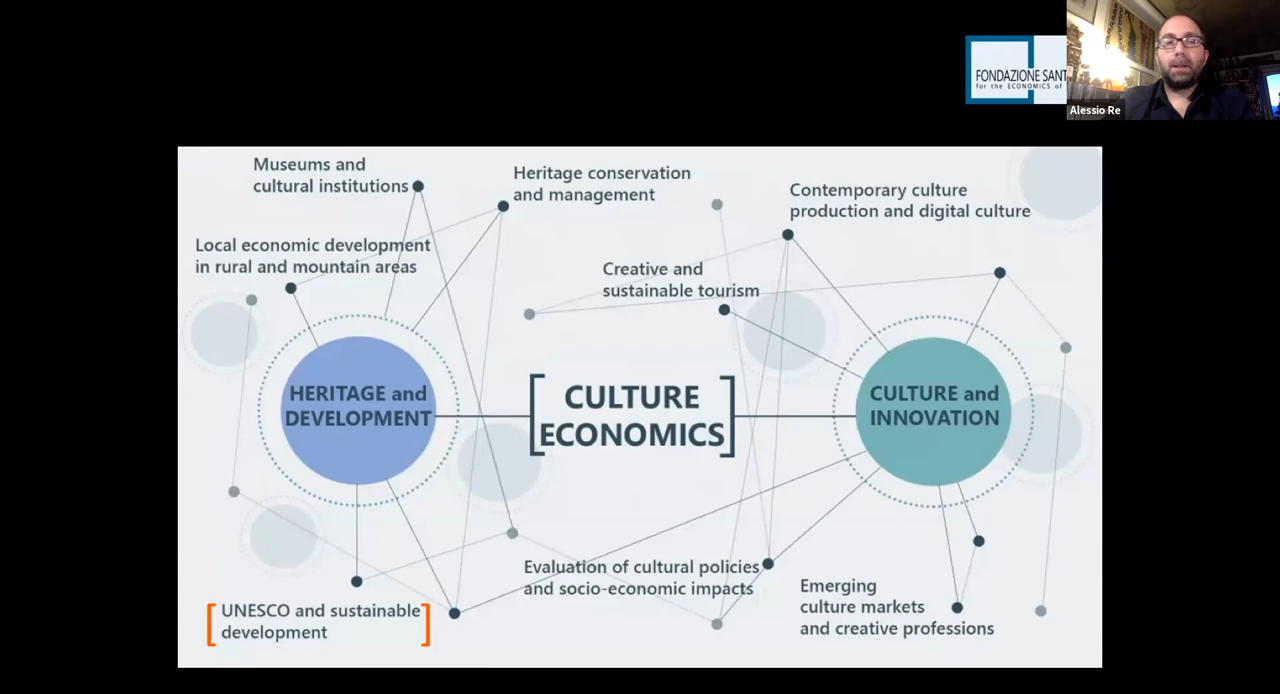 FONDAZIONE SANT
for the ECONOMICS of
Alessio Re
Museums and
cultural institutions
Heritage conservation
and management
Contemporary culture
production and digital culture
Local economic development
in rural and mountain areas
Creative and
sustainable tourism
HERITAGE and
DEVELOPMENT
CULTURE
ECONOMICS
CULTURE and
INNOVATION
Evaluation of cultural policies
and socio-economic impacts
Emerging
culture markets
and creative professions
UNESCO and sustainable
development